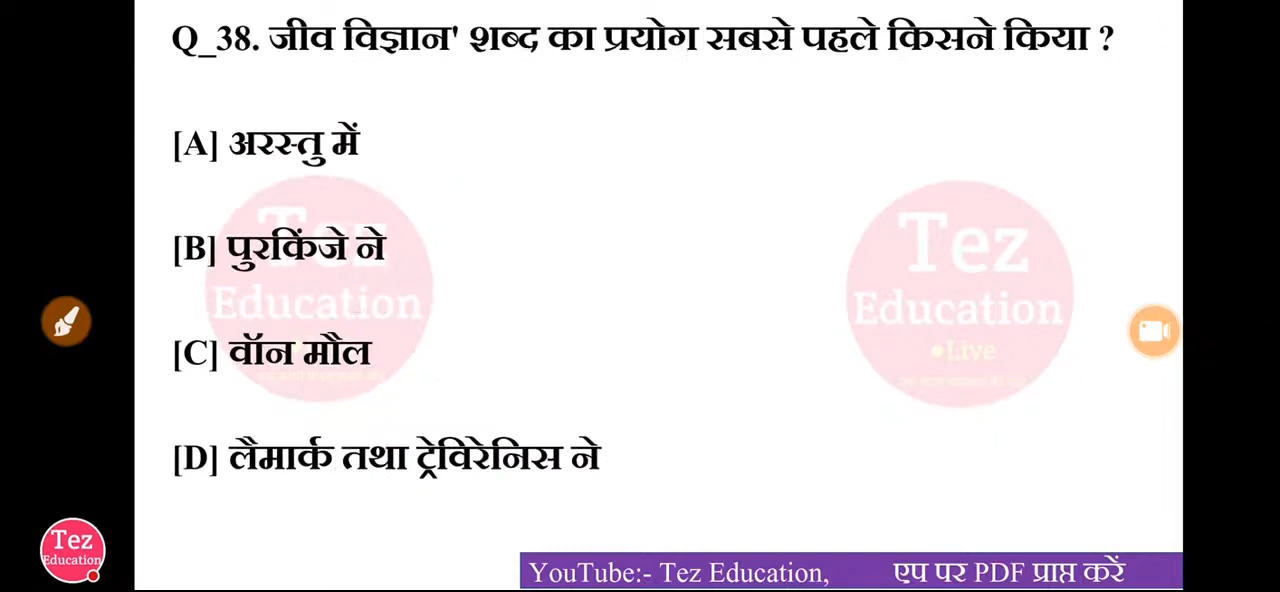 Q_38. जीव विज्ञान' शब्द का प्रयोग सबसे पहले किसने किया ?
[A] अरस्तु में
[B] पुरकिंजे ने
[C] वॉन मौल
[D] लैमार्क तथा ट्रेविरेनिस ने
Tez
Education
Tez
Education
•Live
Tez
Education
YouTube:- Tez Education, एप पर PDF प्राप्त करें